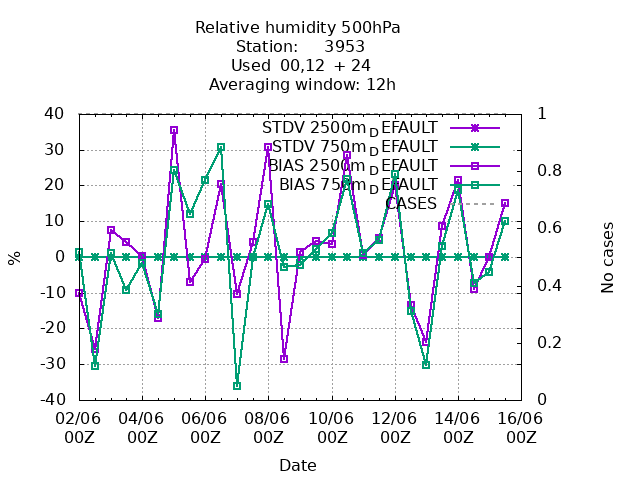 Relative humidity 500hPa
Station: 3953
Used 00,12 + 24
Averaging window: 12h
40 1
STDV 2500m_DEFAULT
STDV 750m_DEFAULT
BIAS 2500m_DEFAULT
BIAS 750m_DEFAULT
CASES
30
20 0.8
10 0.6
0
-10 0.4
-20
-30 0.2
-40 0
%
No cases
02/06 04/06 06/06 08/06 10/06 12/06 14/06 16/06
00Z 00Z 00Z 00Z 00Z 00Z 00Z 00Z
Date